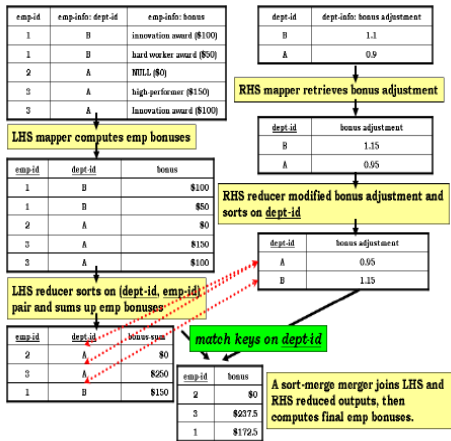 emp-id emp-info: dept-id emp-info: bonus
1 B innovation award ($100)
1 B hard worker award ($50)
2 A NULL ($0)
3 A high-performer ($150)
3 A Innovation award ($100)
LHS mapper computes emp bonuses
emp-id dept-id bonus
1 B $100
1 B $50
2 A $0
3 A $150
3 A $100
LHS reducer sorts on (dept-id, emp-id)
pair and sums up emp bonuses
emp-id dept-id bonus-sum
2 A $0
3 A $250
1 B $150
dept-id dept-info: bonus adjustment
B 1.1
A 0.9
RHS mapper retrieves bonus adjustment
dept-id bonus adjustment
B 1.15
A 0.95
RHS reducer modified bonus adjustment and
sorts on dept-id
dept-id bonus adjustment
A 0.95
B 1.15
match keys on dept-id
emp-id bonus
2 $0
3 $237.5
1 $172.5
A sort-merge merger joins LHS and
RHS reduced outputs, then
computes final emp bonuses.